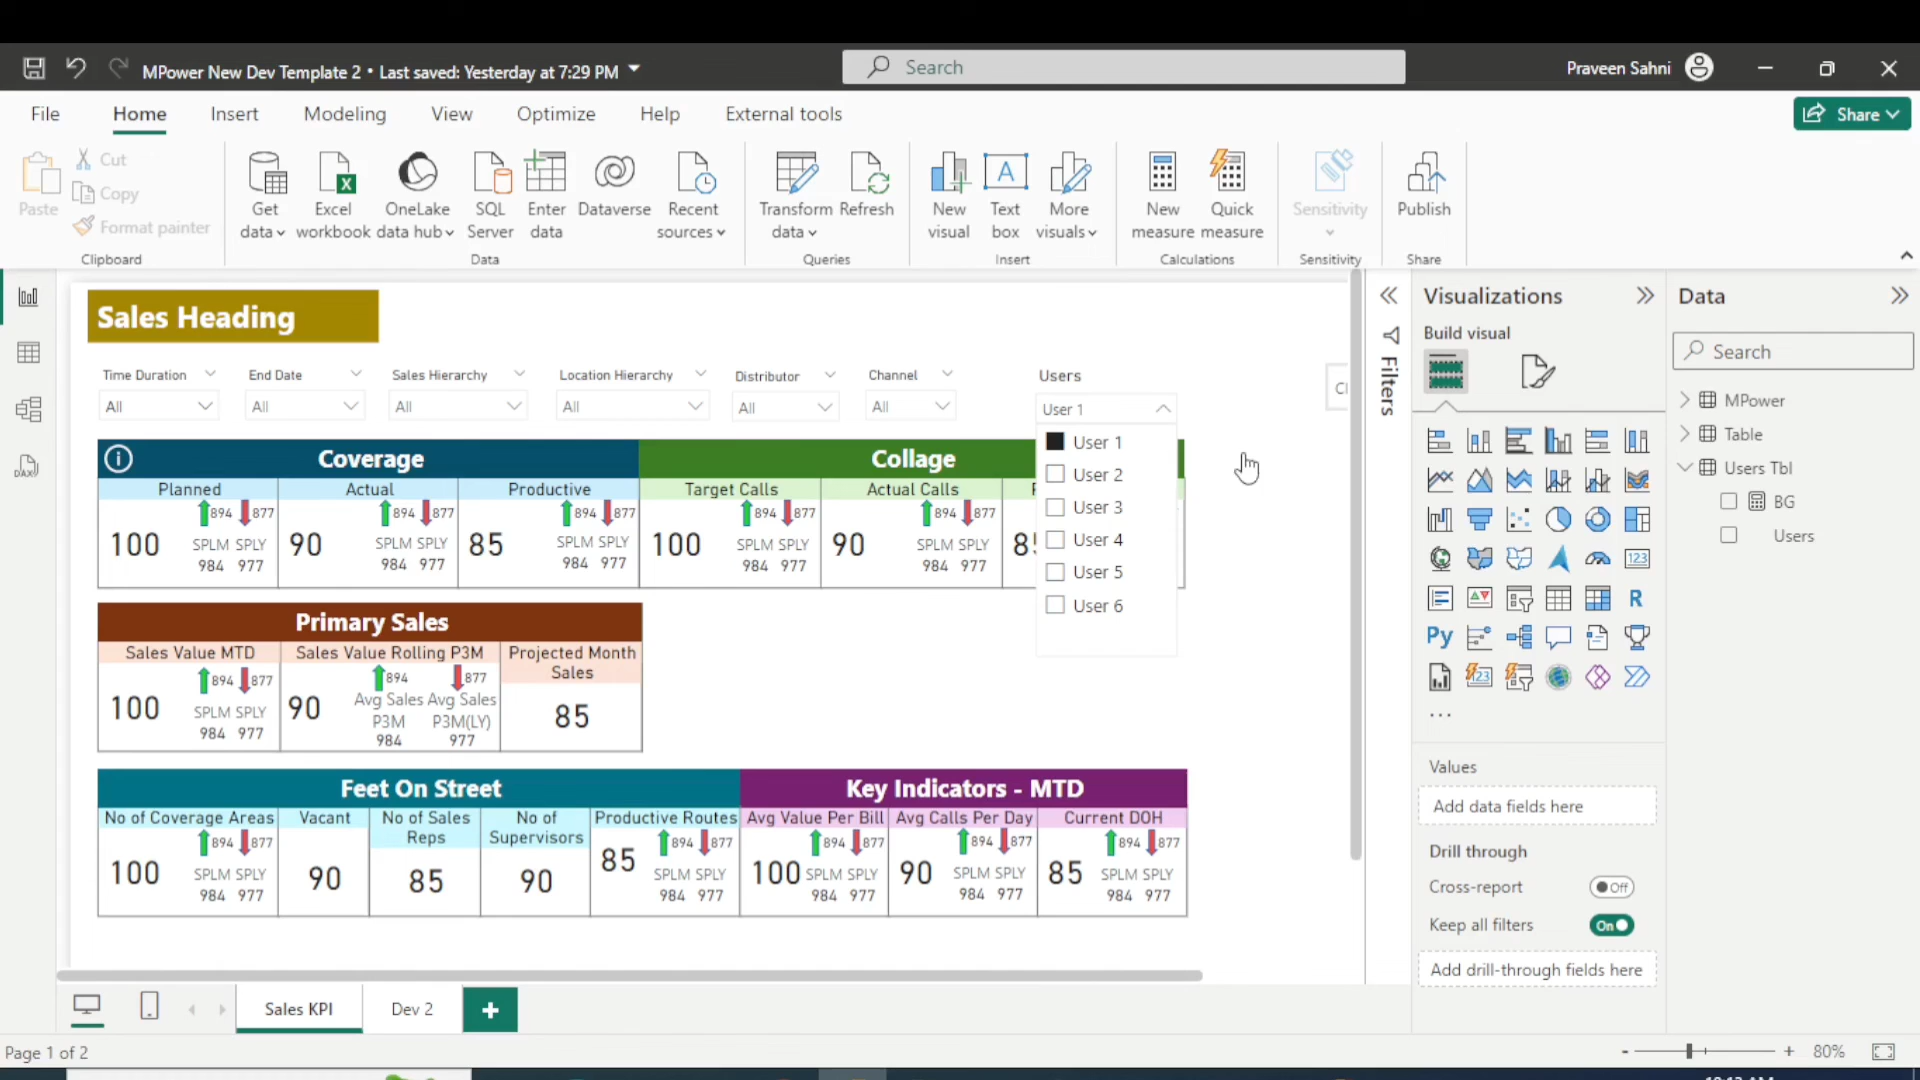 MPower New Dev Template 2 • Last saved: Yesterday at 7:29 PM
Search
Praveen Sahni
File Home Insert Modeling View Optimize Help External tools
Share
Paste
Cut
Copy
Format painter
Get data
Excel workbook
OneLake data hub
SQL Server
Enter data
Dataverse
Recent sources
Transform data
Refresh
New visual
Text box
More visuals
New measure
Quick measure
Sensitivity
Publish
Clipboard Data Queries Insert Calculations Sensitivity Share
Sales Heading
Time Duration End Date Sales Hierarchy Location Hierarchy Distributor Channel Users
All All All All All All User 1
User 1
User 2
User 3
User 4
User 5
User 6
Coverage Collage
Planned Actual Productive Target Calls Actual Calls
894 877 894 877 894 877 894 877 894 877 894 877
100 90 85 100 90
SPLM SPLY SPLM SPLY SPLM SPLY SPLM SPLY SPLM SPLY SPLM SPLY
984 977 984 977 984 977 984 977 984 977 984 977
Primary Sales
Sales Value MTD Sales Value Rolling P3M Projected Month Sales
894 877 894 877
100 SPLM SPLY 90 Avg Sales P3M Avg Sales P3M(LY) 85
984 977 984 977
Feet On Street Key Indicators - MTD
No of Coverage Areas Vacant No of Sales Reps No of Supervisors Productive Routes Avg Value Per Bill Avg Calls Per Day Current DOH
894 877 894 877 894 877 894 877 894 877
100 90 85 90 85 100 90 85
SPLM SPLY SPLM SPLY SPLM SPLY SPLM SPLY SPLM SPLY
984 977 984 977 984 977 984 977 984 977
Filters
Visualizations
Build visual
Values
Add data fields here
Drill through
Cross-report Off
Keep all filters On
Add drill-through fields here
Data
Search
MPower
Table
Users Tbl
BG
Users
Sales KPI Dev 2
Page 1 of 2
80%